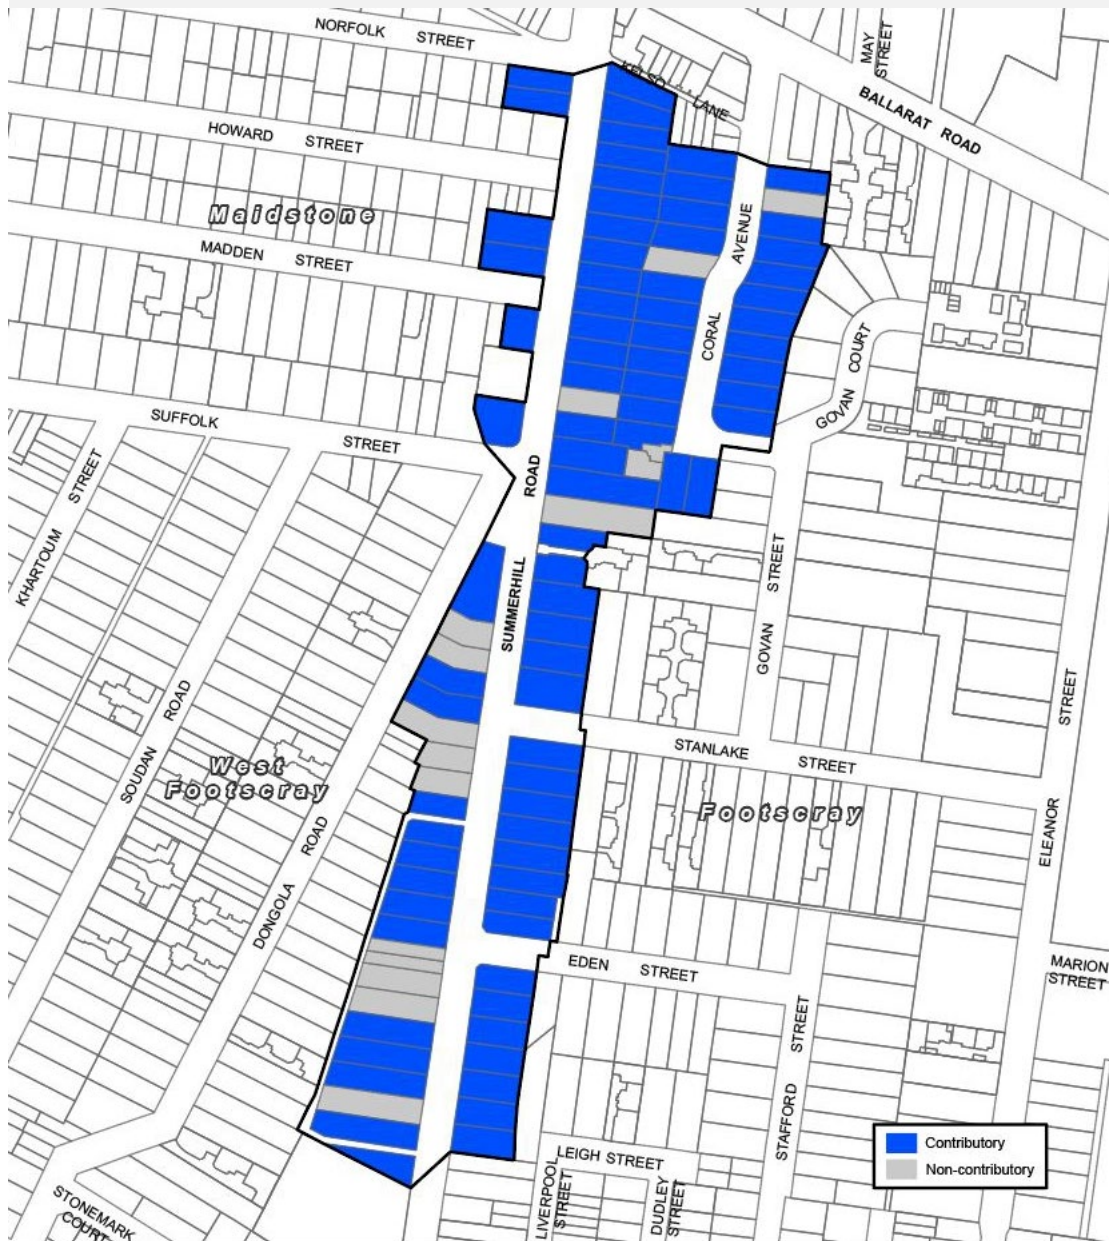 NORFOLK STREET
KELSO LANE
MAY
STREET
BALLARAT ROAD
HOWARD STREET
Maidstone
MADDEN STREET
CORAL AVENUE
GOVAN COURT
SUFFOLK STREET
KHARTOUM STREET
SUMMERHILL ROAD
GOVAN STREET
SOUDAN ROAD
West
Footscray
DONGOLA ROAD
STANLAKE STREET
Footscray
ELEANOR STREET
EDEN STREET
MARION
STREET
STAFFORD STREET
LEIGH STREET
LIVERPOOL
STREET
DUDLEY
STREET
STONEMARK
COURT
Contributory
Non-contributory